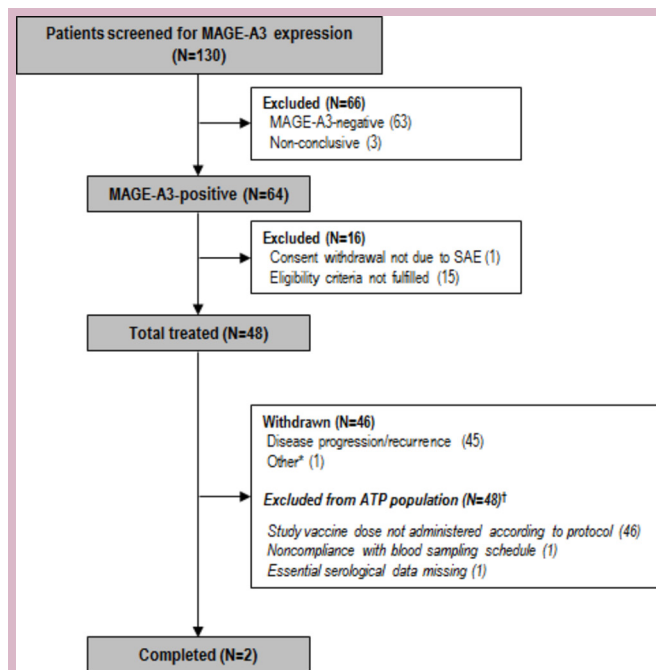 Patients screened for MAGE-A3 expression
(N=130)
Excluded (N=66)
MAGE-A3-negative (63)
Non-conclusive (3)
MAGE-A3-positive (N=64)
Excluded (N=16)
Consent withdrawal not due to SAE (1)
Eligibility criteria not fulfilled (15)
Total treated (N=48)
Withdrawn (N=46)
Disease progression/recurrence (45)
Other* (1)
Excluded from ATP population (N=48)†
Study vaccine dose not administered according to protocol (46)
Noncompliance with blood sampling schedule (1)
Essential serological data missing (1)
Completed (N=2)